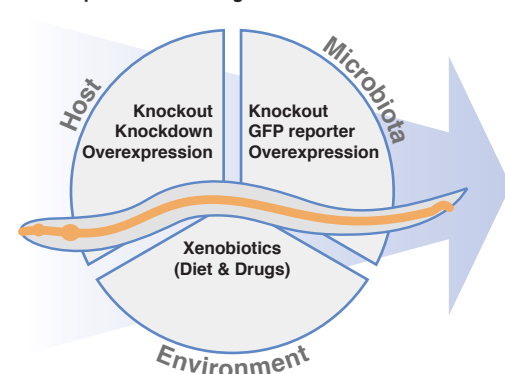 Host
Microbiota
Knockout
Knockdown
Overexpression
Knockout
GFP reporter
Overexpression
Xenobiotics
(Diet & Drugs)
Environment